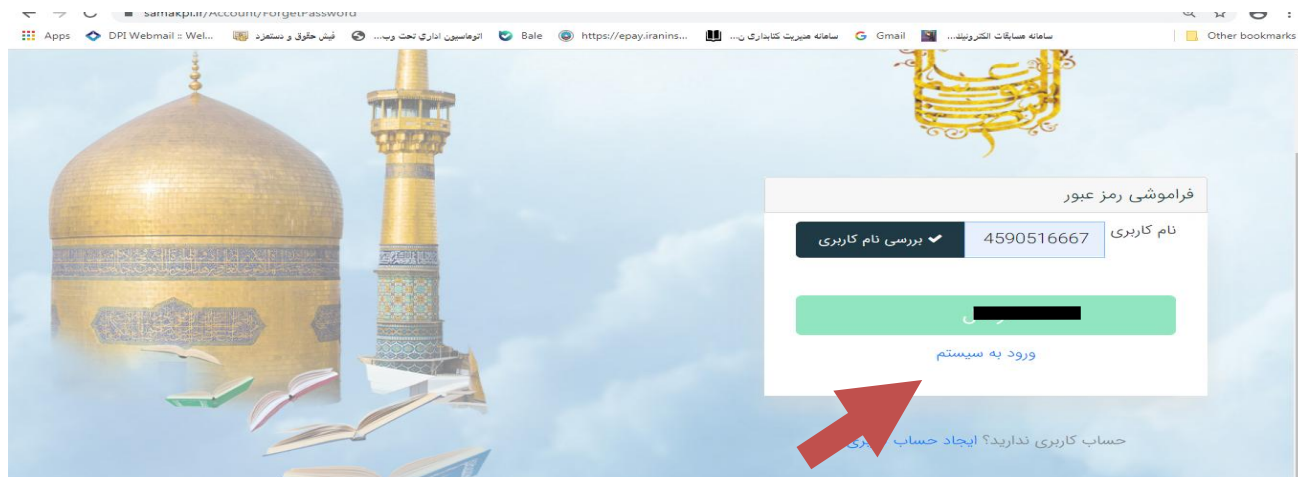 samakpi.ir/Account/ForgetPassword
Apps DPI Webmail :: Wel... فیش حقوق و دستمزد اتوماسیون اداری تحت وب... Bale https://epay.iranins... سامانه مدیریت کتابداری ن... Gmail سامانه مسابقات الکترونیک... Other bookmarks
فراموشی رمز عبور
نام کاربری 4590516667 بررسی نام کاربری
ورود به سیستم
حساب کاربری ندارید؟ ایجاد حساب